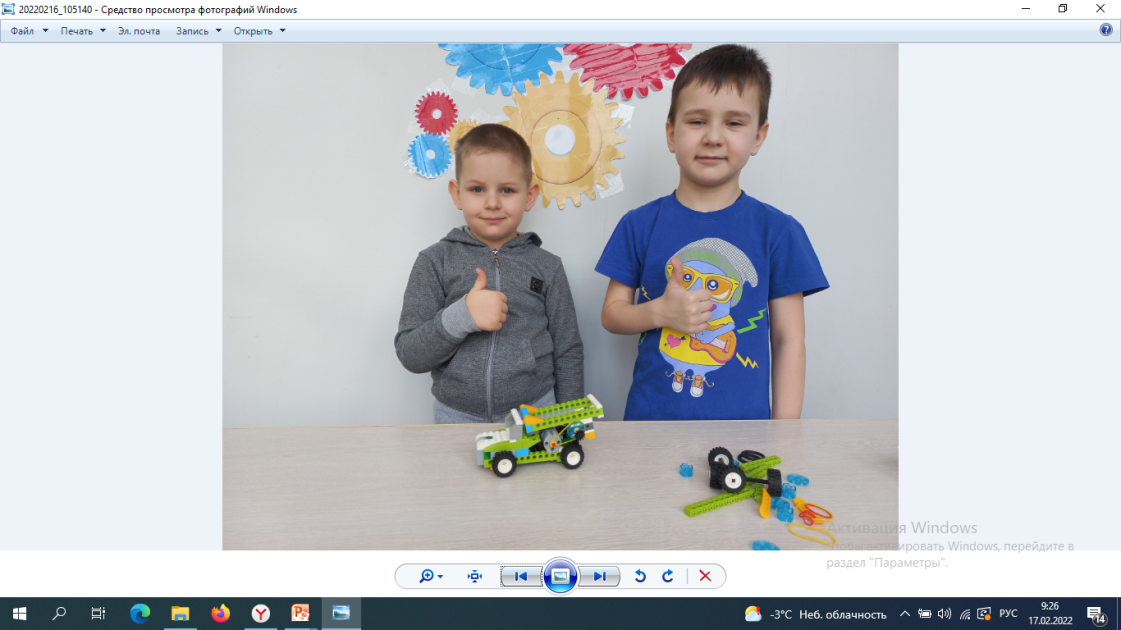 20220216_105140 - Средство просмотра фотографий Windows
Файл Печать Эл. почта Запись Открыть
Активация Windows
Чтобы активировать Windows, перейдите в
раздел "Параметры".
-3°C Неб. облачность РУС 9:26
17.02.2022
14